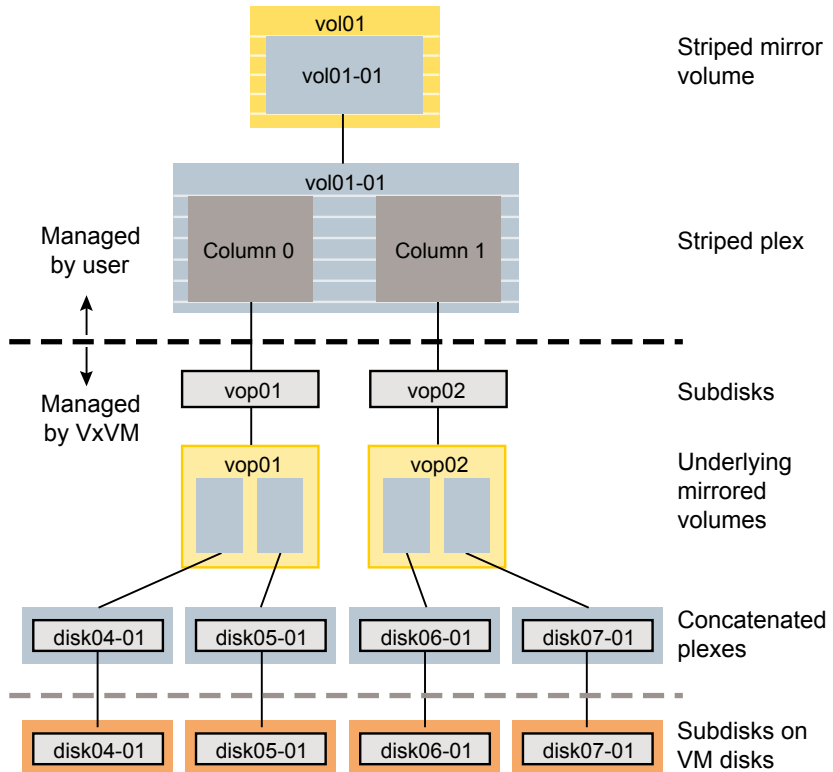 vol01
vol01-01
Striped mirror
volume
vol01-01
Column 0
Column 1
Striped plex
Managed
by user
Managed
by VxVM
vop01
vop02
Subdisks
vop01
vop02
Underlying
mirrored
volumes
disk04-01
disk05-01
disk06-01
disk07-01
Concatenated
plexes
disk04-01
disk05-01
disk06-01
disk07-01
Subdisks on
VM disks